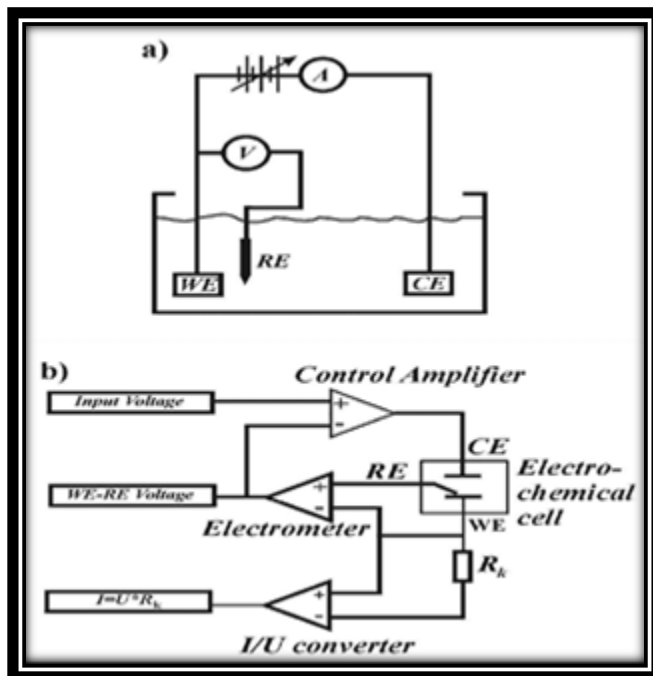 a)
A
V
RE
WE
CE
b)
Control Amplifier
Input Voltage
+
-
CE
RE
Electro-
chemical
cell
WE-RE Voltage
+
-
WE
Electrometer
Rk
I=U*Rk
+
-
I/U converter